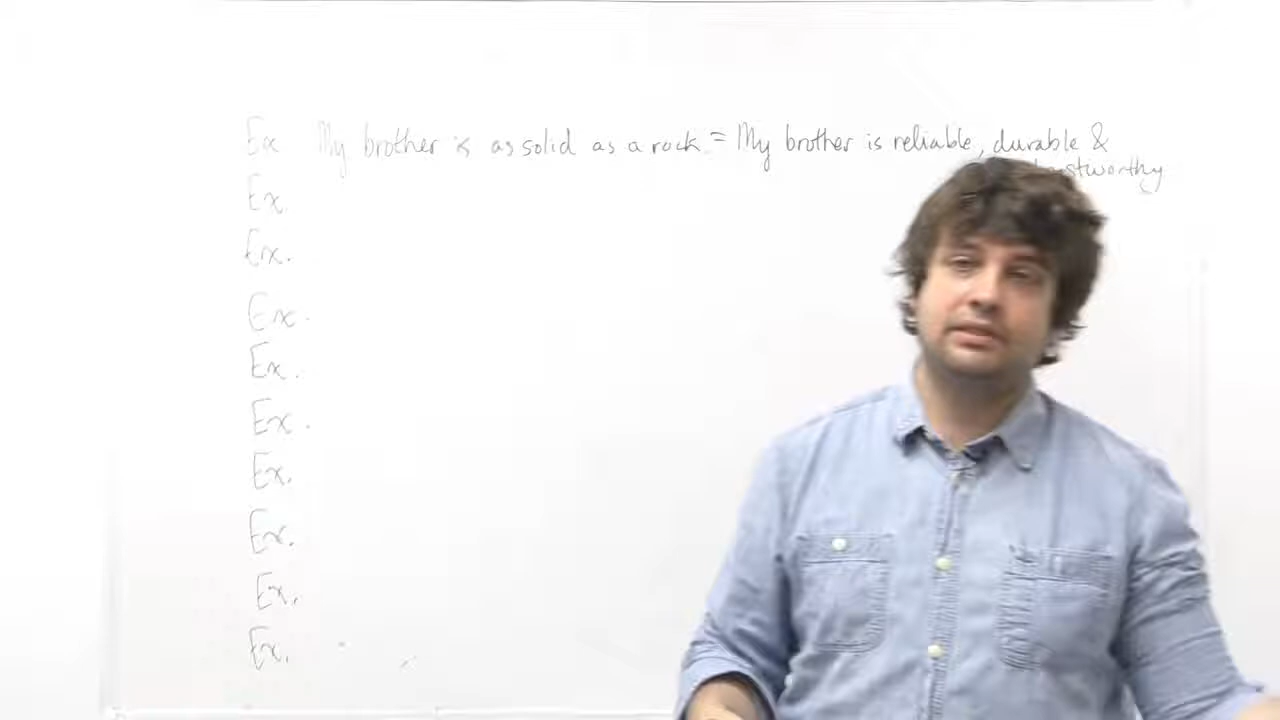 Ex My brother is as solid as a rock. = My brother is reliable, durable &
Ex.
Ex.
Ex.
Ex.
Ex.
Ex.
Ex.
Ex.
Ex.